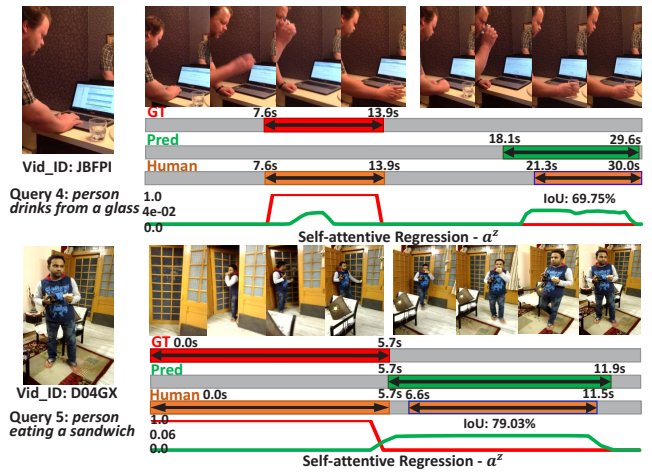 GT
7.6s 13.9s
Pred
18.1s 29.6s
Human
7.6s 13.9s 21.3s 30.0s
Vid_ID: JBFPI
Query 4: person
drinks from a glass
1.0
4e-02
0.0
IoU: 69.75%
Self-attentive Regression - a^z
GT 0.0s 5.7s
Pred
5.7s 11.9s
Human 0.0s 5.7s 6.6s 11.5s
Vid_ID: D04GX
Query 5: person
eating a sandwich
1.0
0.06
0.0
IoU: 79.03%
Self-attentive Regression - a^z